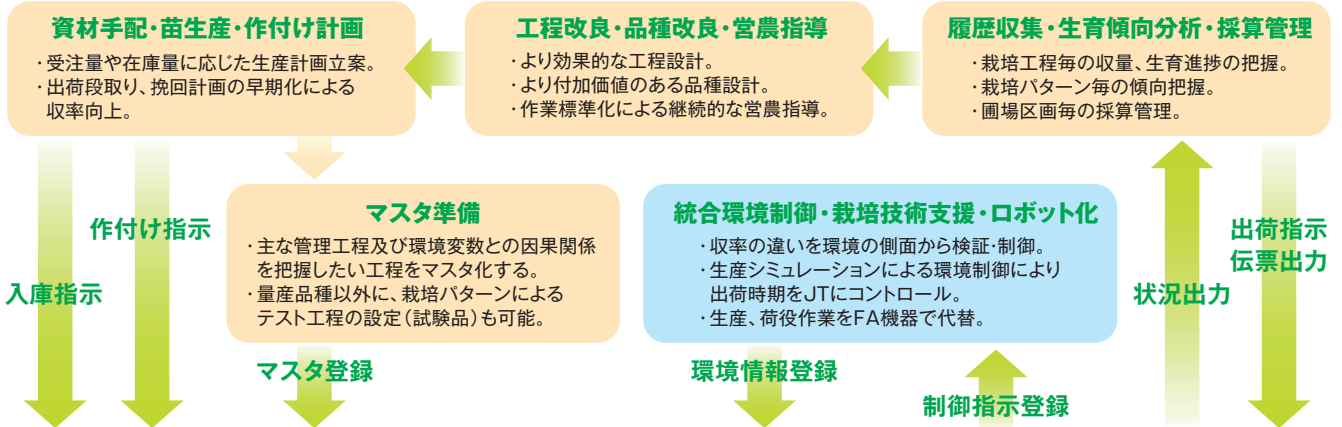 資材手配・苗生産・作付け計画
・受注量や在庫量に応じた生産計画立案。
・出荷段取り、挽回計画の早期化による
収率向上。
工程改良・品種改良・営農指導
・より効果的な工程設計。
・より付加価値のある品種設計。
・作業標準化による継続的な営農指導。
履歴収集・生育傾向分析・採算管理
・栽培工程毎の収量、生育進捗の把握。
・栽培パターン毎の傾向把握。
・圃場区画毎の採算管理。
入庫指示
作付け指示
マスタ準備
・主な管理工程及び環境変数との因果関係
を把握したい工程をマスタ化する。
・量産品種以外に、栽培パターンによる
テスト工程の設定(試験品)も可能。
統合環境制御・栽培技術支援・ロボット化
・収率の違いを環境の側面から検証・制御。
・生産シミュレーションによる環境制御により
出荷時期をJTにコントロール。
・生産、荷役作業をFA機器で代替。
状況出力
出荷指示
伝票出力
マスタ登録
環境情報登録
制御指示登録